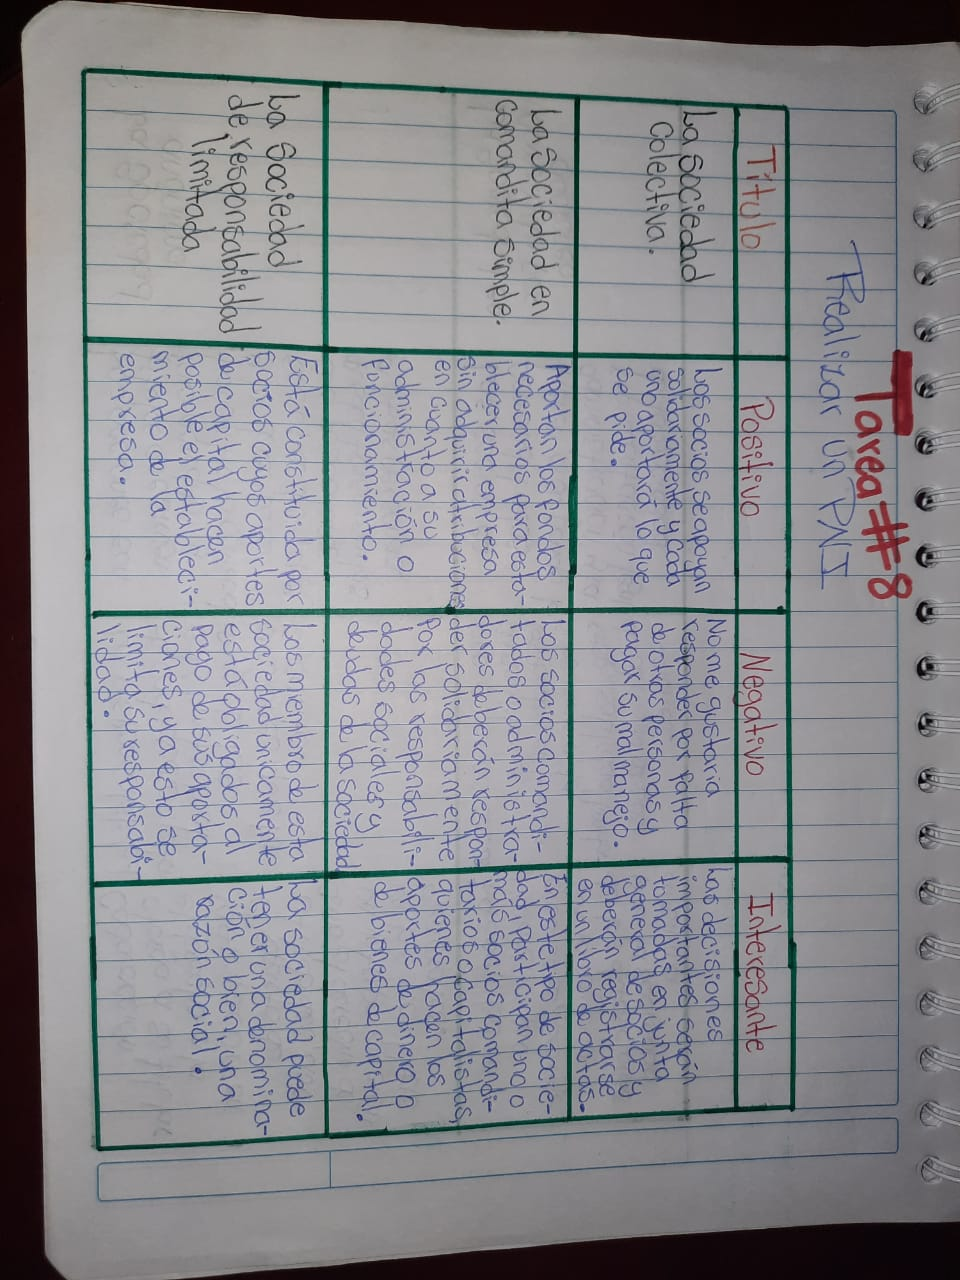 Tarea #8
Realizar un PNI
Título
Positivo
Negativo
Interesante
La Sociedad
Colectiva.
Los socios se apoyan
solidariamente y cada
uno aportará lo que
se pide.
No me gustaria
responder por falta
de otras personas y
pagar su mal manejo.
Las decisiones
importantes serán
tomadas en junta
general de socios y
deberán registrarse
en un libro de actas.
La Sociedad en
comandita simple.
Aportan los fondos
necesarios para esta-
blecer una empresa
sin adquirir atribuciones
en cuanto a su
administración o
funcionamiento.
Los socios comandi-
tados o administra-
dores deberán respon-
der solidariamente
por las responsabili-
dades sociales y
deudas de la sociedad
En este tipo de socie-
dad participan uno o
más socios comandi-
tarios o capitalistas,
quienes hacen los
aportes de dinero o
de bienes de capital.
La Sociedad
de responsabilidad
limitada
Está constituida por
socios cuyos aportes
de capital hacen
posible el estableci-
miento de la
empresa.
Los miembro de esta
sociedad unicamente
está obligados al
pago de sus aporta-
ciones, ya esto se
limita su responsabi-
lidad.
La sociedad puede
tener una denomina-
ción o bien, una
razón social.